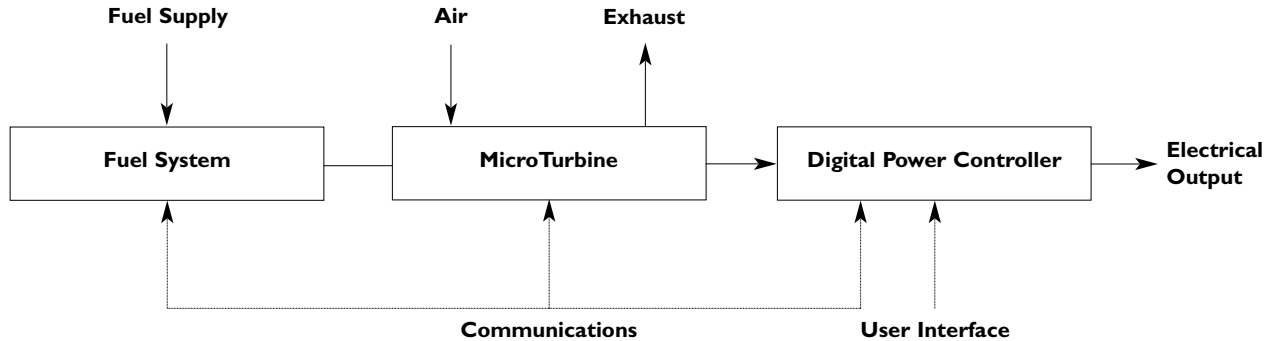 Fuel Supply
Air
Exhaust
Fuel System
MicroTurbine
Digital Power Controller
Electrical
Output
Communications
User Interface